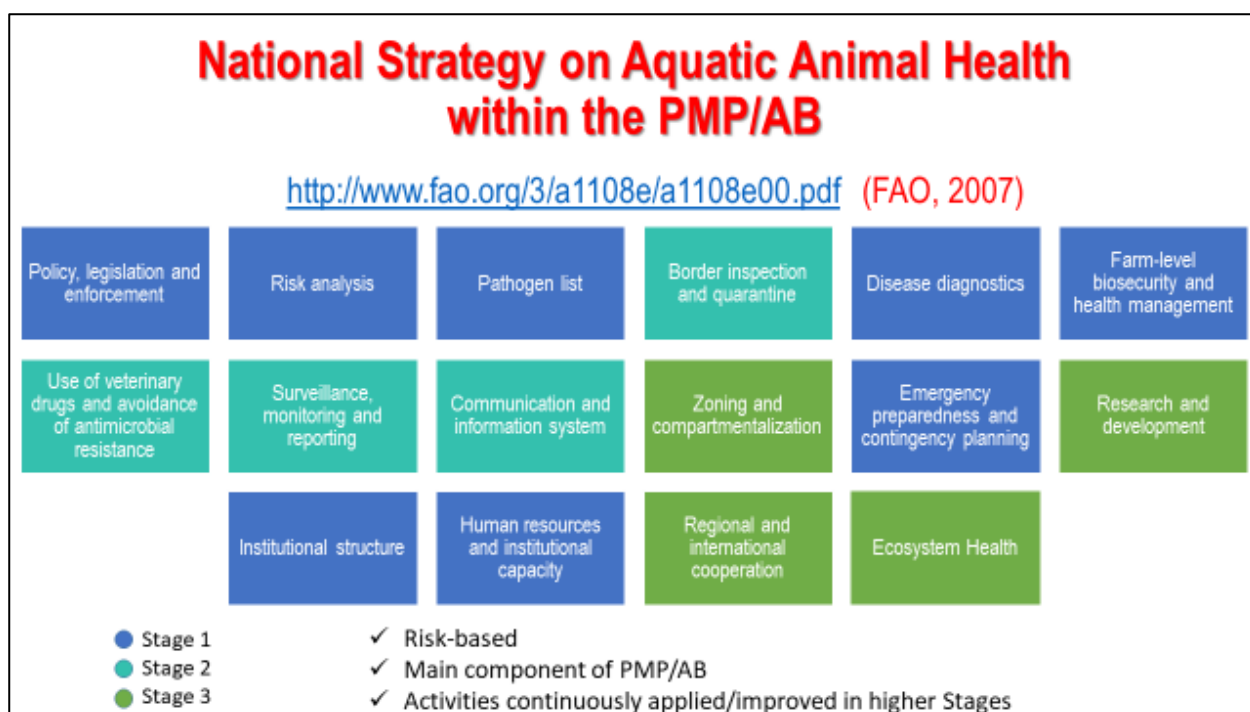 National Strategy on Aquatic Animal Health
within the PMP/AB
http://www.fao.org/3/a1108e/a1108e00.pdf (FAO, 2007)
Policy, legislation and
enforcement
Risk analysis
Pathogen list
Border inspection
and quarantine
Disease diagnostics
Farm-level
biosecurity and
health management
Use of veterinary
drugs and avoidance
of antimicrobial
resistance
Surveillance,
monitoring and
reporting
Communication and
information system
Zoning and
compartmentalization
Emergency
preparedness and
contingency planning
Research and
development
Institutional structure
Human resources
and institutional
capacity
Regional and
international
cooperation
Ecosystem Health
Stage 1
Stage 2
Stage 3
✓ Risk-based
✓ Main component of PMP/AB
✓ Activities continuously applied/improved in higher Stages